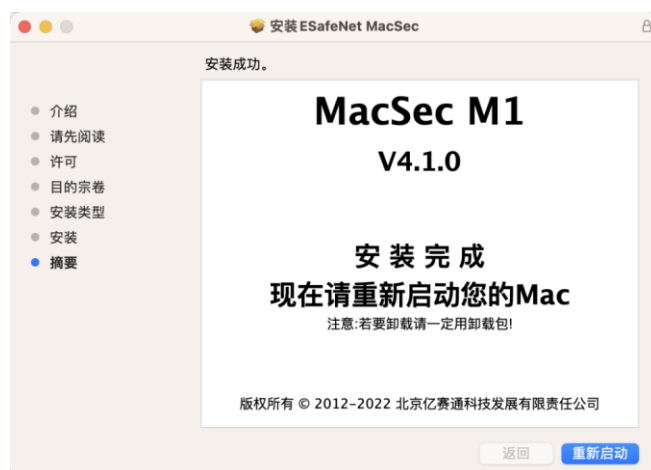 安装 ESafeNet MacSec
安装成功。
介绍
请先阅读
许可
目的宗卷
安装类型
安装
摘要
MacSec M1
V4.1.0
安 装 完 成
现在请重新启动您的Mac
注意:若要卸载请一定用卸载包!
版权所有 © 2012-2022 北京亿赛通科技发展有限责任公司
返回
重新启动